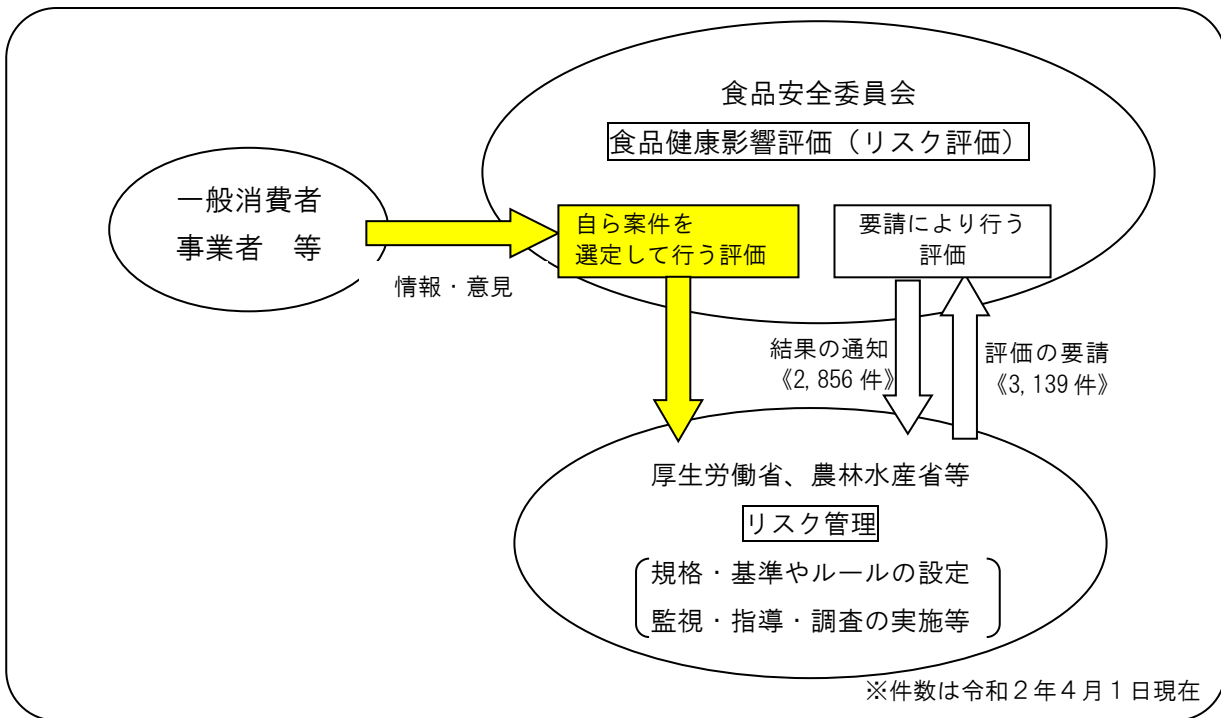 食品安全委員会
食品健康影響評価(リスク評価)
一般消費者
事業者 等
情報・意見
自ら案件を
選定して行う評価
要請により行う
評価
結果の通知
《2,856件》
評価の要請
《3,139件》
厚生労働省、農林水産省等
リスク管理
規格・基準やルールの設定
監視・指導・調査の実施等
※件数は令和２年４月１日現在